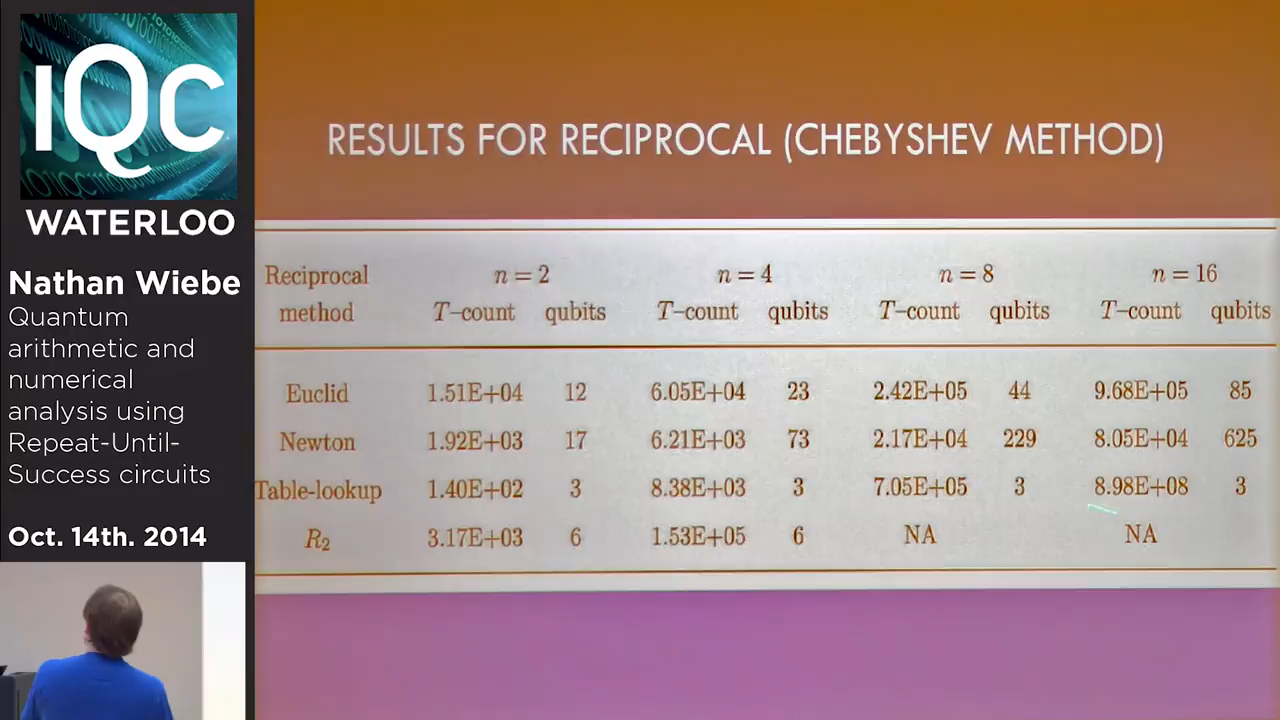 IQC
WATERLOO
Nathan Wiebe
Quantum
arithmetic and
numerical
analysis using
Repeat-Until-
Success circuits
Oct. 14th. 2014
RESULTS FOR RECIPROCAL (CHEBYSHEV METHOD)
Reciprocal n = 2 n = 4 n = 8 n = 16
method T–count qubits T–count qubits T–count qubits T–count qubits
Euclid 1.51E+04 12 6.05E+04 23 2.42E+05 44 9.68E+05 85
Newton 1.92E+03 17 6.21E+03 73 2.17E+04 229 8.05E+04 625
Table-lookup 1.40E+02 3 8.38E+03 3 7.05E+05 3 8.98E+08 3
R₂ 3.17E+03 6 1.53E+05 6 NA NA